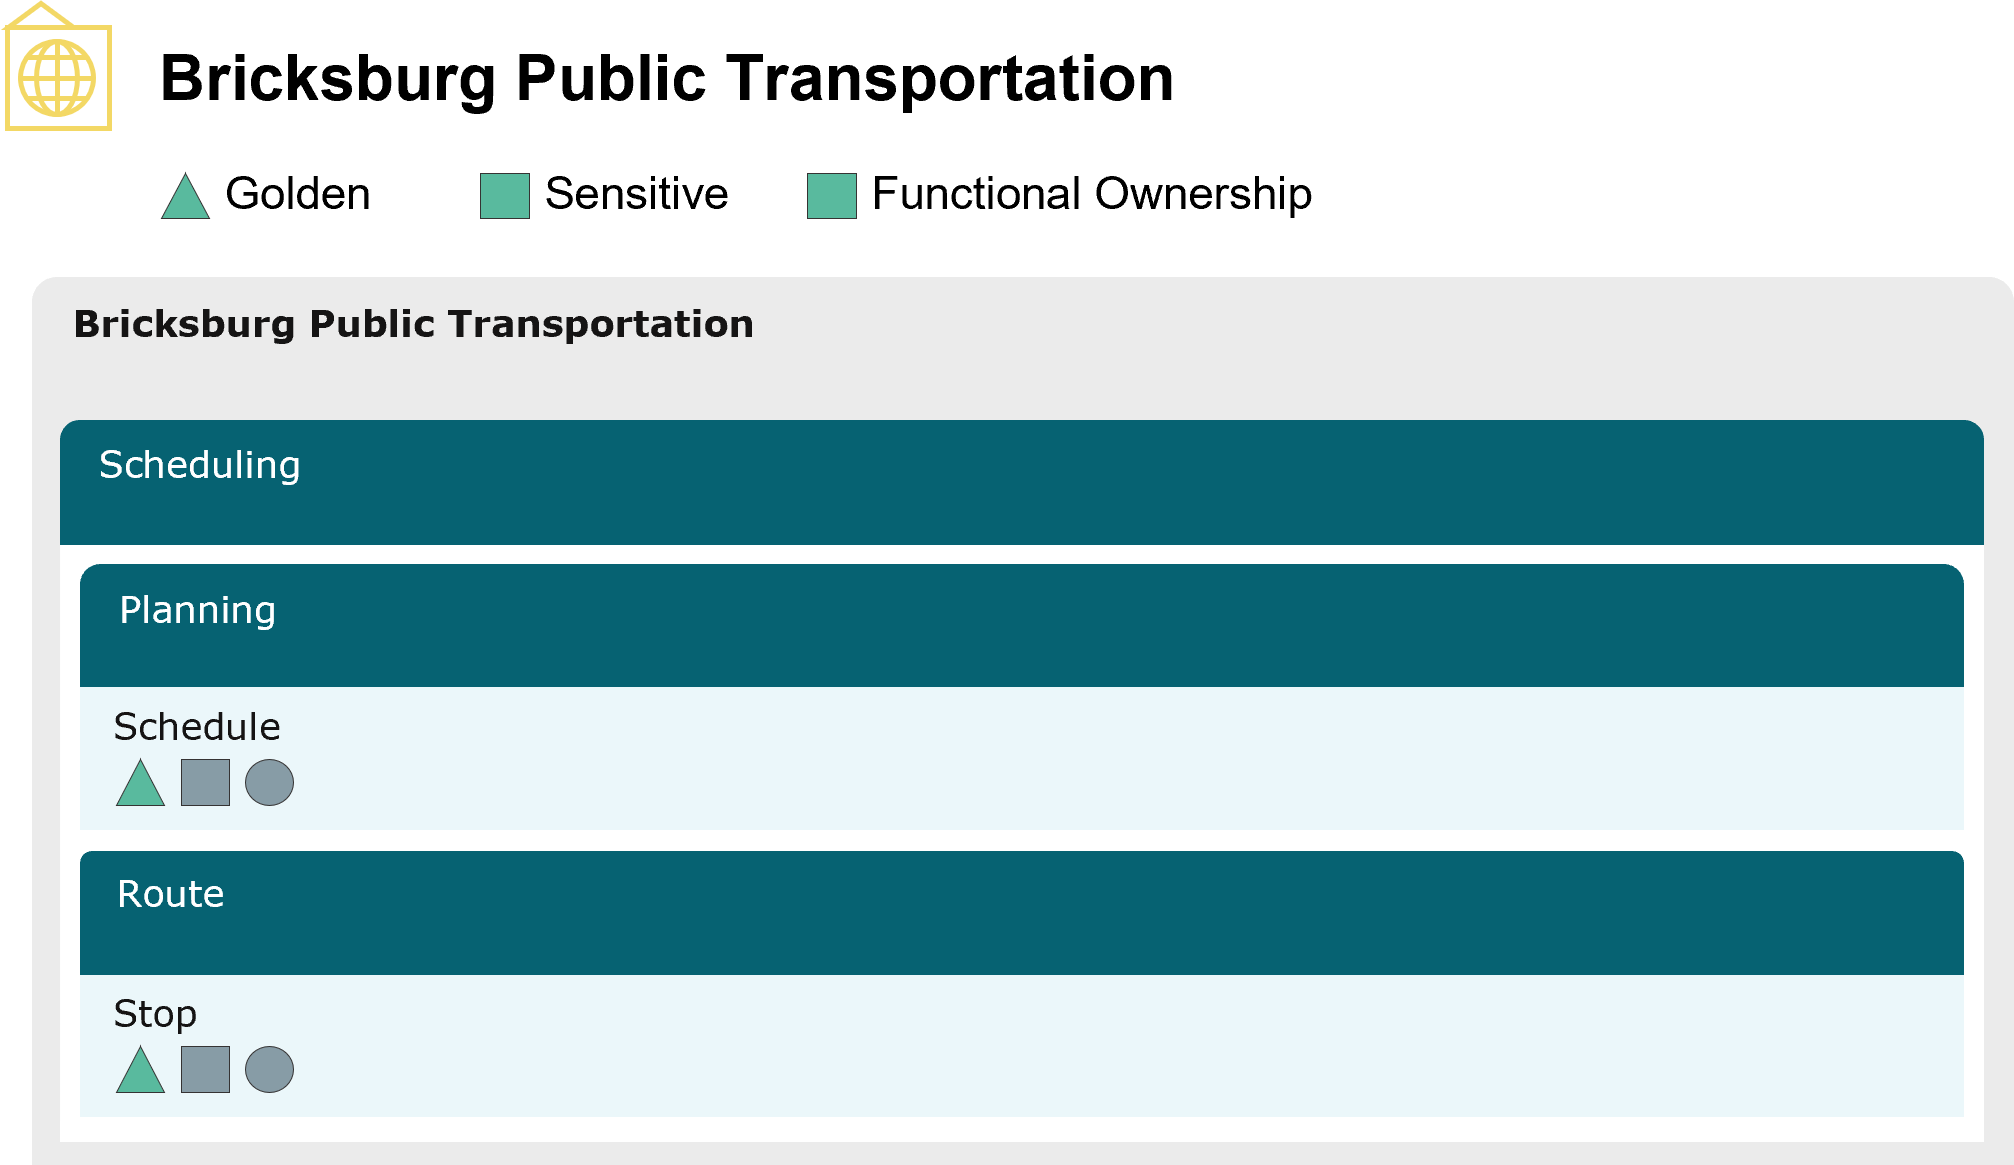 Bricksburg Public Transportation
Golden Sensitive Functional Ownership
Bricksburg Public Transportation
Scheduling
Planning
Schedule
Route
Stop